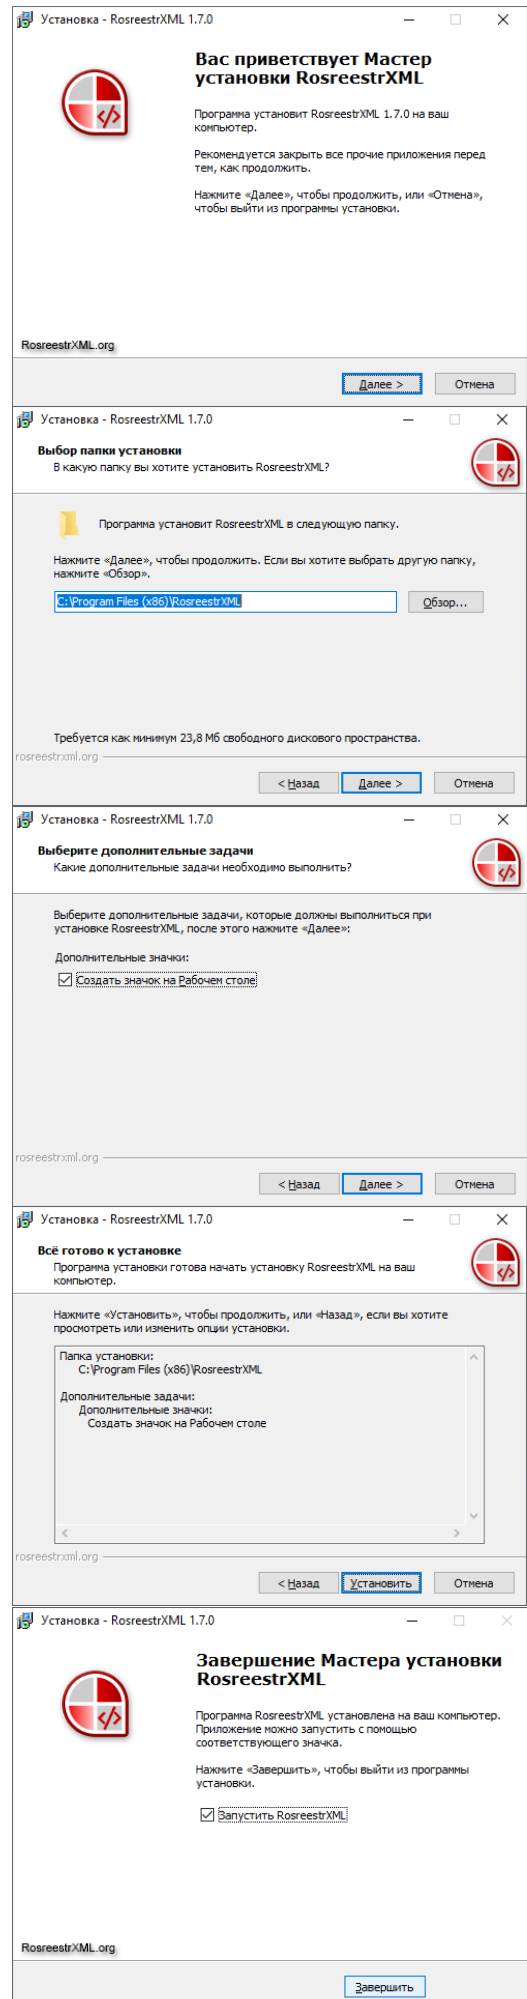 Установка - RosreestrXML 1.7.0
Вас приветствует Мастер
установки RosreestrXML
Программа установит RosreestrXML 1.7.0 на ваш
компьютер.
Рекомендуется закрыть все прочие приложения перед
тем, как продолжить.
Нажмите «Далее», чтобы продолжить, или «Отмена»,
чтобы выйти из программы установки.
RosreestrXML.org
Далее >
Отмена
Установка - RosreestrXML 1.7.0
Выбор папки установки
В какую папку вы хотите установить RosreestrXML?
Программа установит RosreestrXML в следующую папку.
Нажмите «Далее», чтобы продолжить. Если вы хотите выбрать другую папку,
нажмите «Обзор».
C:\Program Files (x86)\RosreestrXML
Обзор...
Требуется как минимум 23,8 Мб свободного дискового пространства.
rosreestrxml.org
< Назад
Далее >
Отмена
Установка - RosreestrXML 1.7.0
Выберите дополнительные задачи
Какие дополнительные задачи необходимо выполнить?
Выберите дополнительные задачи, которые должны выполниться при
установке RosreestrXML, после этого нажмите «Далее»:
Дополнительные значки:
Создать значок на Рабочем столе
rosreestrxml.org
< Назад
Далее >
Отмена
Установка - RosreestrXML 1.7.0
Всё готово к установке
Программа установки готова начать установку RosreestrXML на ваш
компьютер.
Нажмите «Установить», чтобы продолжить, или «Назад», если вы хотите
просмотреть или изменить опции установки.
Папка установки:
C:\Program Files (x86)\RosreestrXML
Дополнительные задачи:
Дополнительные значки:
Создать значок на Рабочем столе
rosreestrxml.org
< Назад
Установить
Отмена
Установка - RosreestrXML 1.7.0
Завершение Мастера установки
RosreestrXML
Программа RosreestrXML установлена на ваш компьютер.
Приложение можно запустить с помощью
соответствующего значка.
Нажмите «Завершить», чтобы выйти из программы
установки.
Запустить RosreestrXML
RosreestrXML.org
Завершить